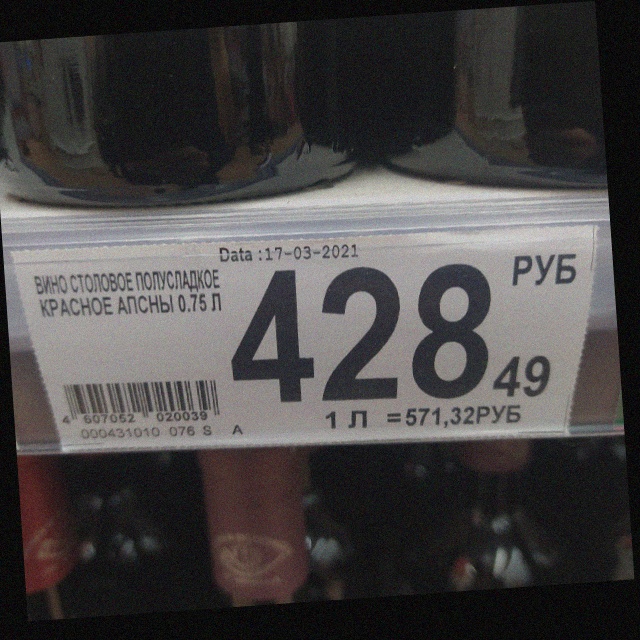 Data :17-03-2021
ВИНО СТОЛОВОЕ ПОЛУСЛАДКОЕ
КРАСНОЕ АПСНЫ 0.75 Л
428 49 РУБ
4 607052 020039
000431010 076 S A
1 Л =571,32РУБ